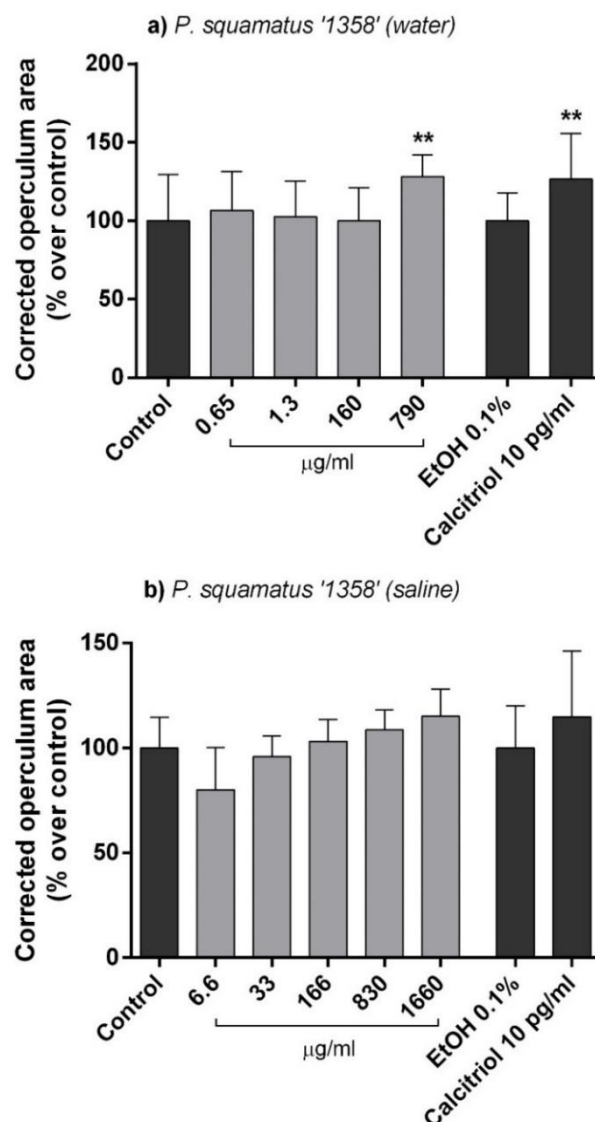 a) P. squamatus '1358' (water)
Corrected operculum area
(% over control)
200
150
100
50
0
**
**
Control
0.65
1.3
160
790
EtOH 0.1%
Calcitriol 10 pg/ml
μg/ml
b) P. squamatus '1358' (saline)
Corrected operculum area
(% over control)
150
100
50
0
Control
6.6
33
166
830
1660
EtOH 0.1%
Calcitriol 10 pg/ml
μg/ml